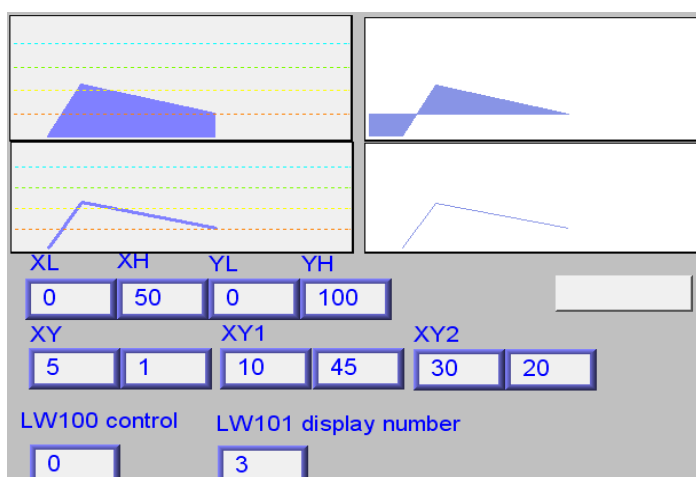 XL XH YL YH
0 50 0 100
XY XY1 XY2
5 1 10 45 30 20
LW100 control LW101 display number
0 3